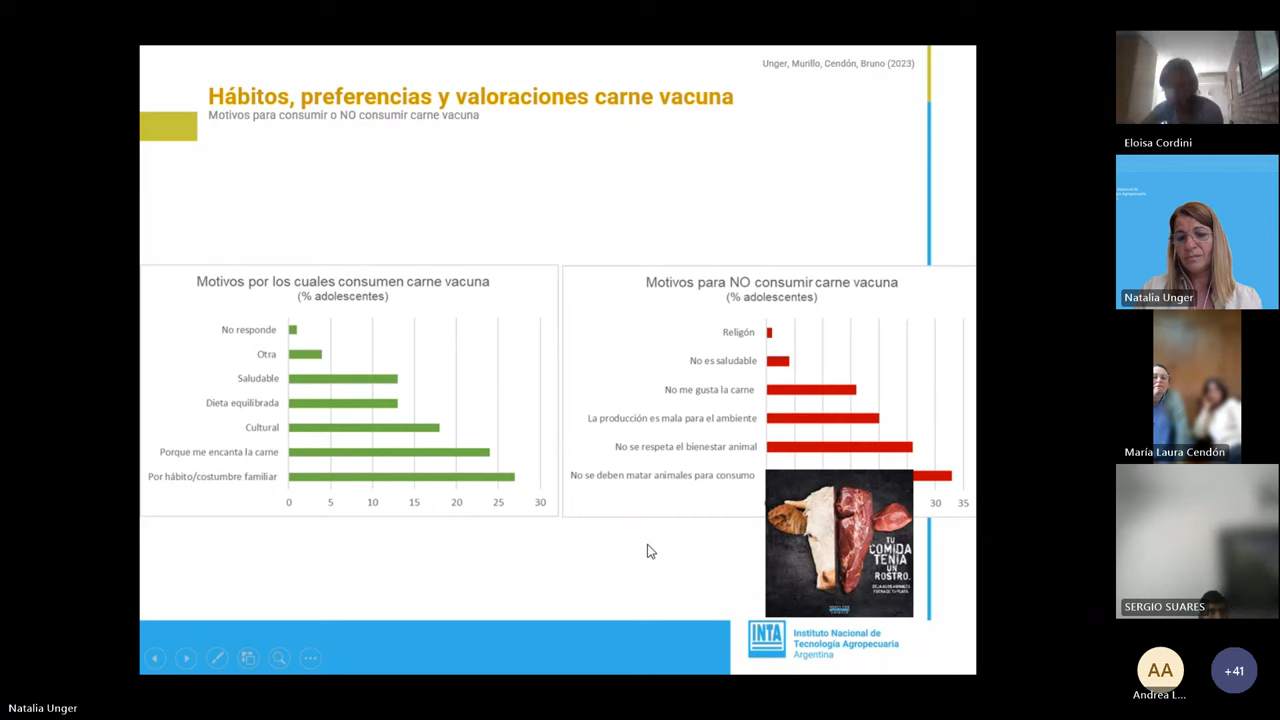 Unger, Murillo, Cendón, Bruno (2023)
Hábitos, preferencias y valoraciones carne vacuna
Motivos para consumir o NO consumir carne vacuna
Motivos por los cuales consumen carne vacuna
(% adolescentes)
No responde
Otra
Saludable
Dieta equilibrada
Cultural
Porque me encanta la carne
Por hábito/costumbre familiar
0 5 10 15 20 25 30
Motivos para NO consumir carne vacuna
(% adolescentes)
Religón
No es saludable
No me gusta la carne
La producción es mala para el ambiente
No se respeta el bienestar animal
No se deben matar animales para consumo
30 35
TU
COMIDA
TENÍA
UN
ROSTRO.
INTA
Instituto Nacional de
Tecnología Agropecuaria
Argentina
Eloisa Cordini
Natalia Unger
María Laura Cendón
SERGIO SUARES
AA
Andrea L...
+41
Natalia Unger